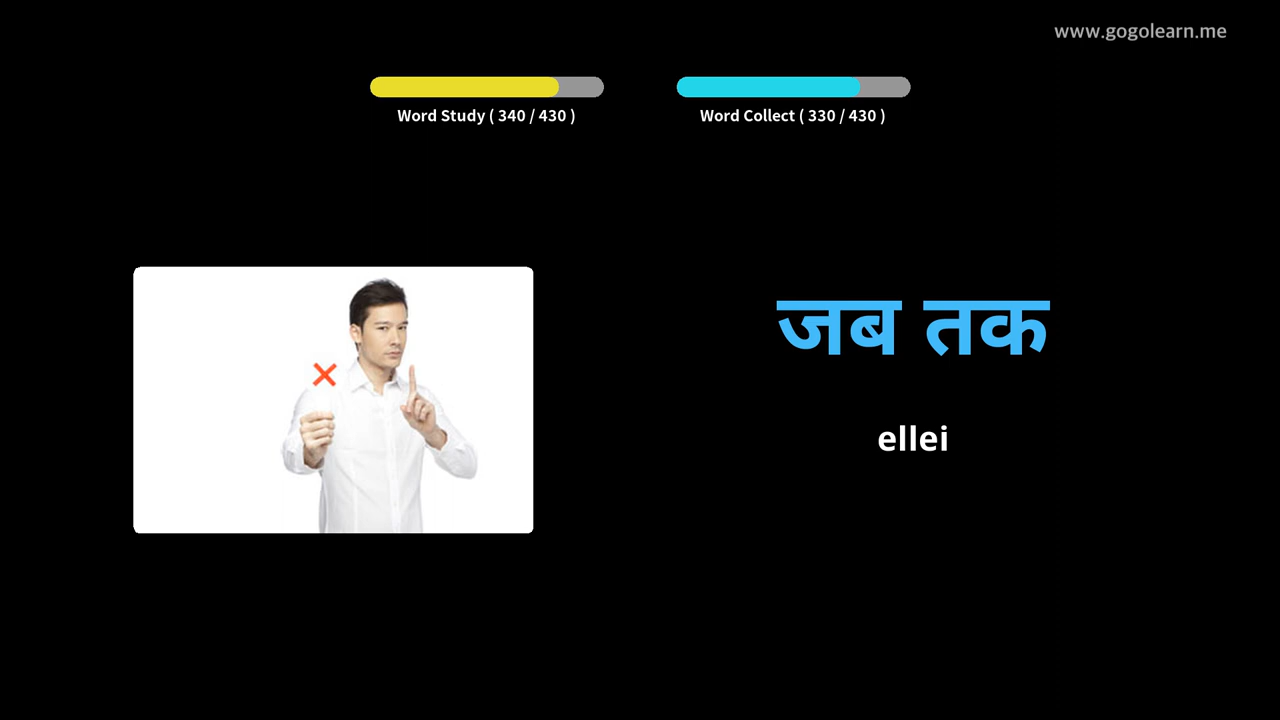 www.gogolearn.me
Word Study ( 340 / 430 )
Word Collect ( 330 / 430 )
जब तक
ellei